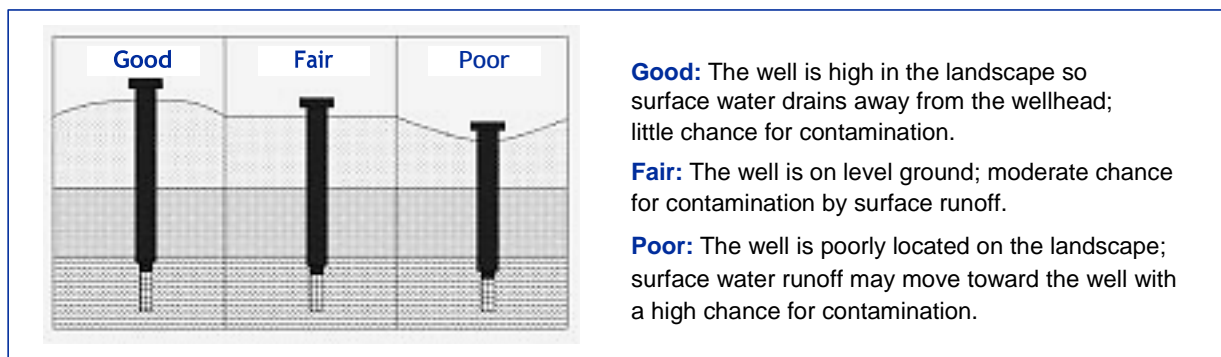 Good
Fair
Poor
Good: The well is high in the landscape so
surface water drains away from the wellhead;
little chance for contamination.
Fair: The well is on level ground; moderate chance
for contamination by surface runoff.
Poor: The well is poorly located on the landscape;
surface water runoff may move toward the well with
a high chance for contamination.